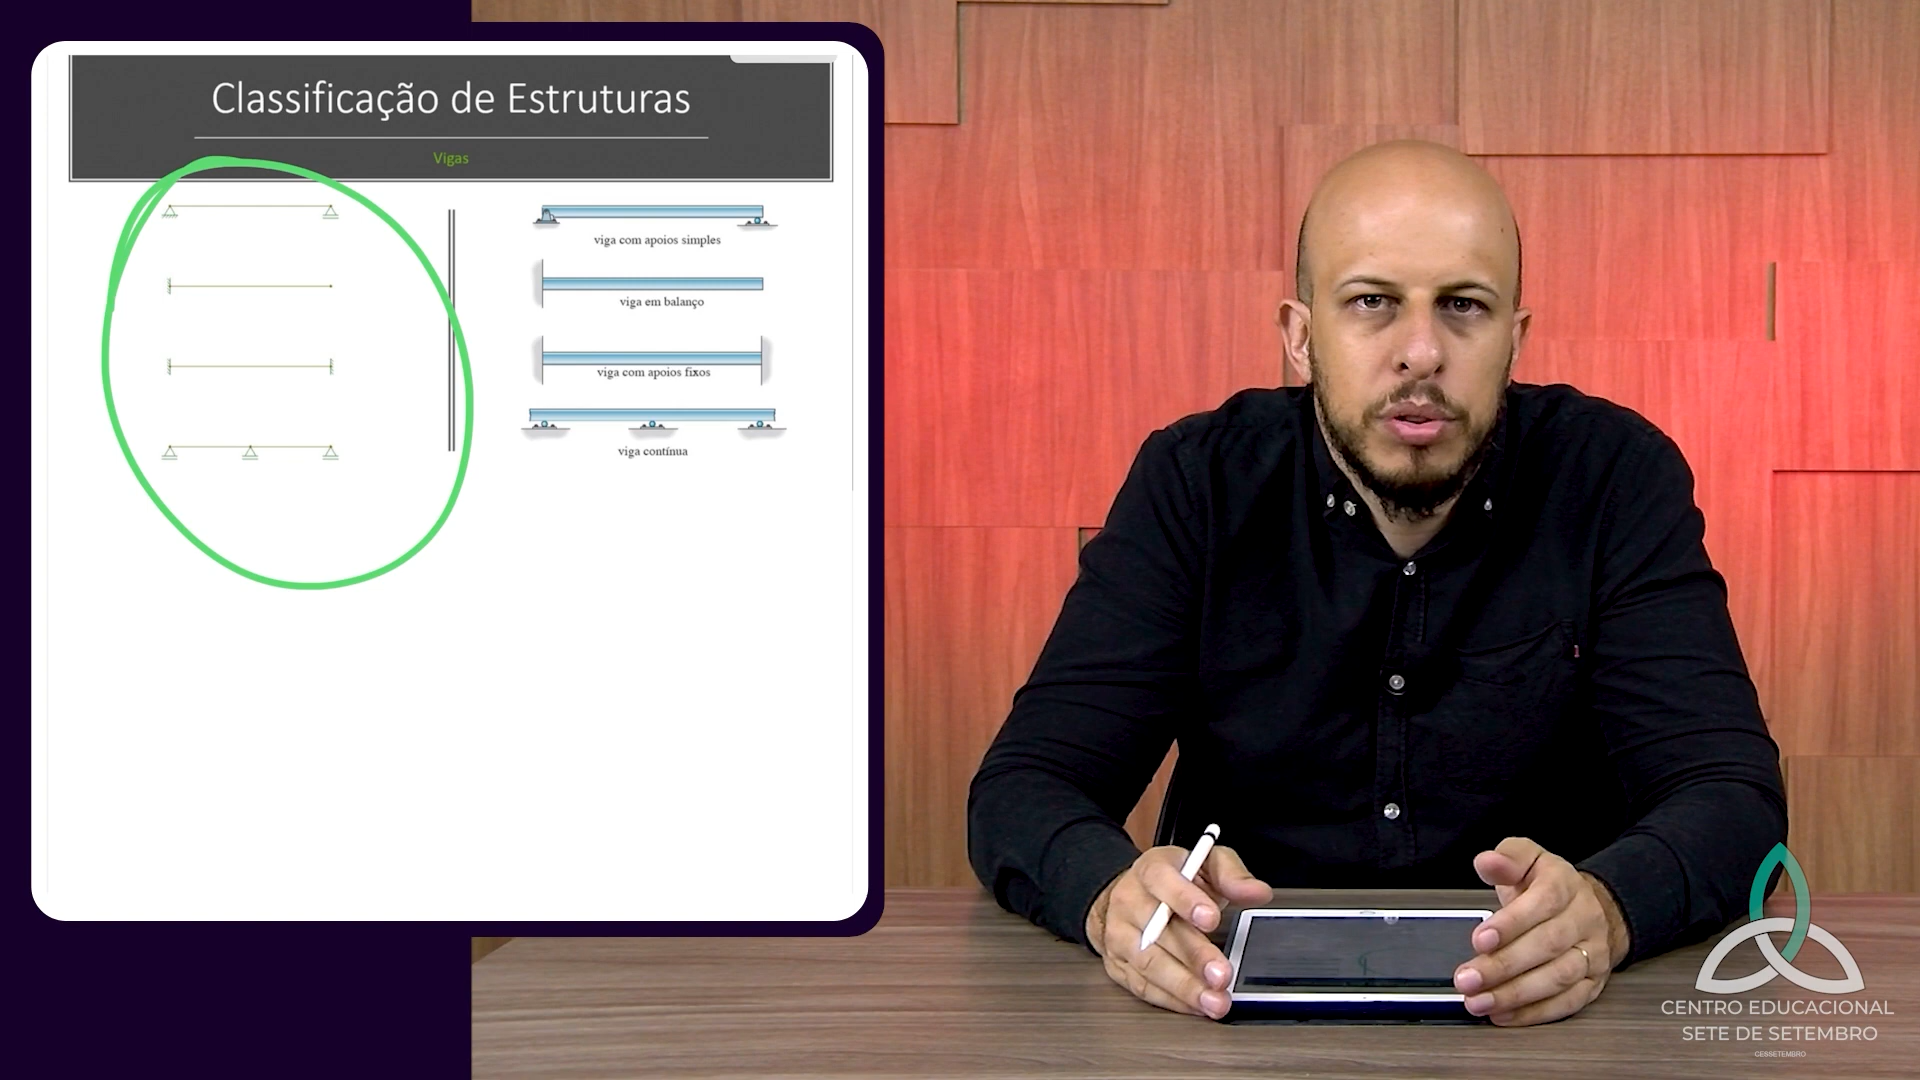 Classificação de Estruturas
Vigas
viga com apoios simples
viga em balanço
viga com apoios fixos
viga contínua
CENTRO EDUCACIONAL
SETE DE SETEMBRO
CESSETEMBRO